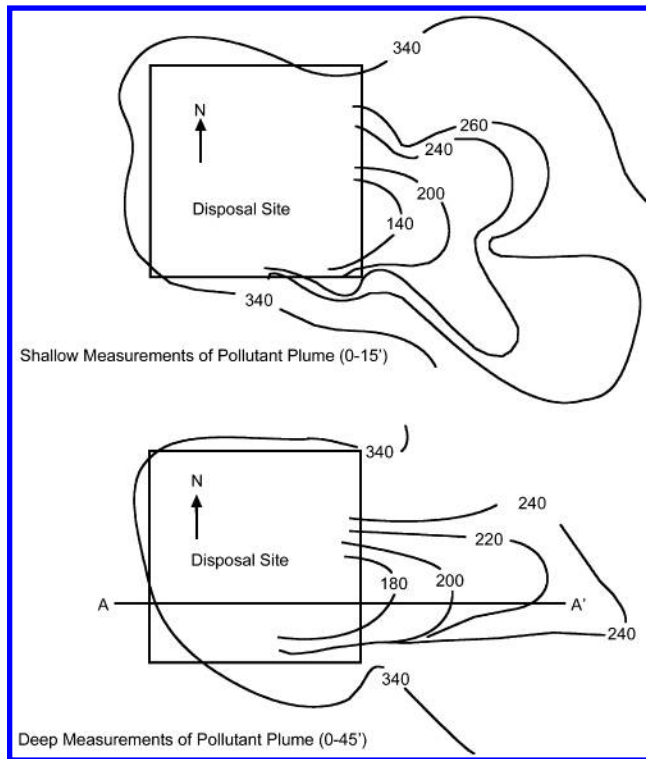 340
N
260
240
Disposal Site
200
140
340
Shallow Measurements of Pollutant Plume (0-15')
340
N
240
220
Disposal Site
180
200
A
A'
240
340
Deep Measurements of Pollutant Plume (0-45')